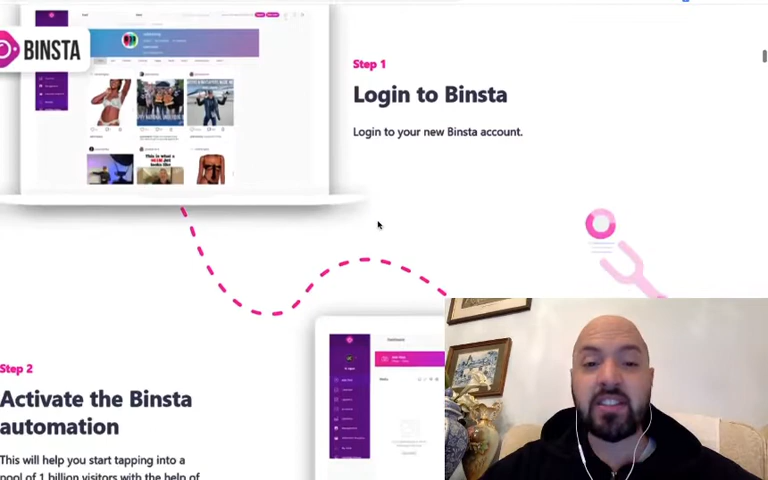 BINSTA
Step 1
Login to Binsta
Login to your new Binsta account.
Step 2
Activate the Binsta
automation
This will help you start tapping into a
pool of 1 billion visitors with the help of